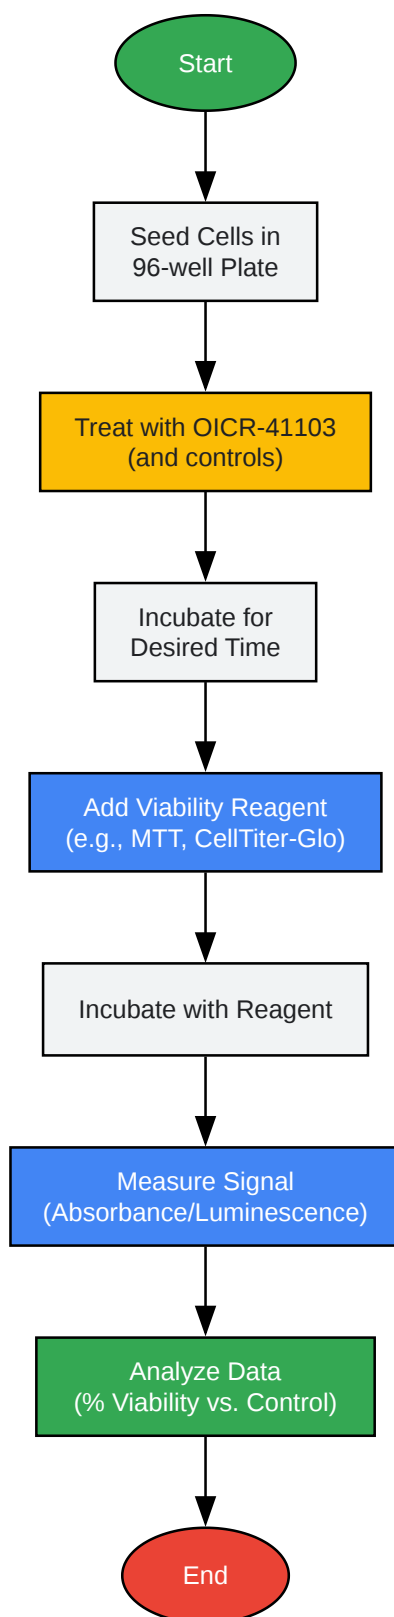 Start
Seed Cells in
96-well Plate
Treat with OICR-41103
(and controls)
Incubate for
Desired Time
Add Viability Reagent
(e.g., MTT, CellTiter-Glo)
Incubate with Reagent
Measure Signal
(Absorbance/Luminescence)
Analyze Data
(% Viability vs. Control)
End